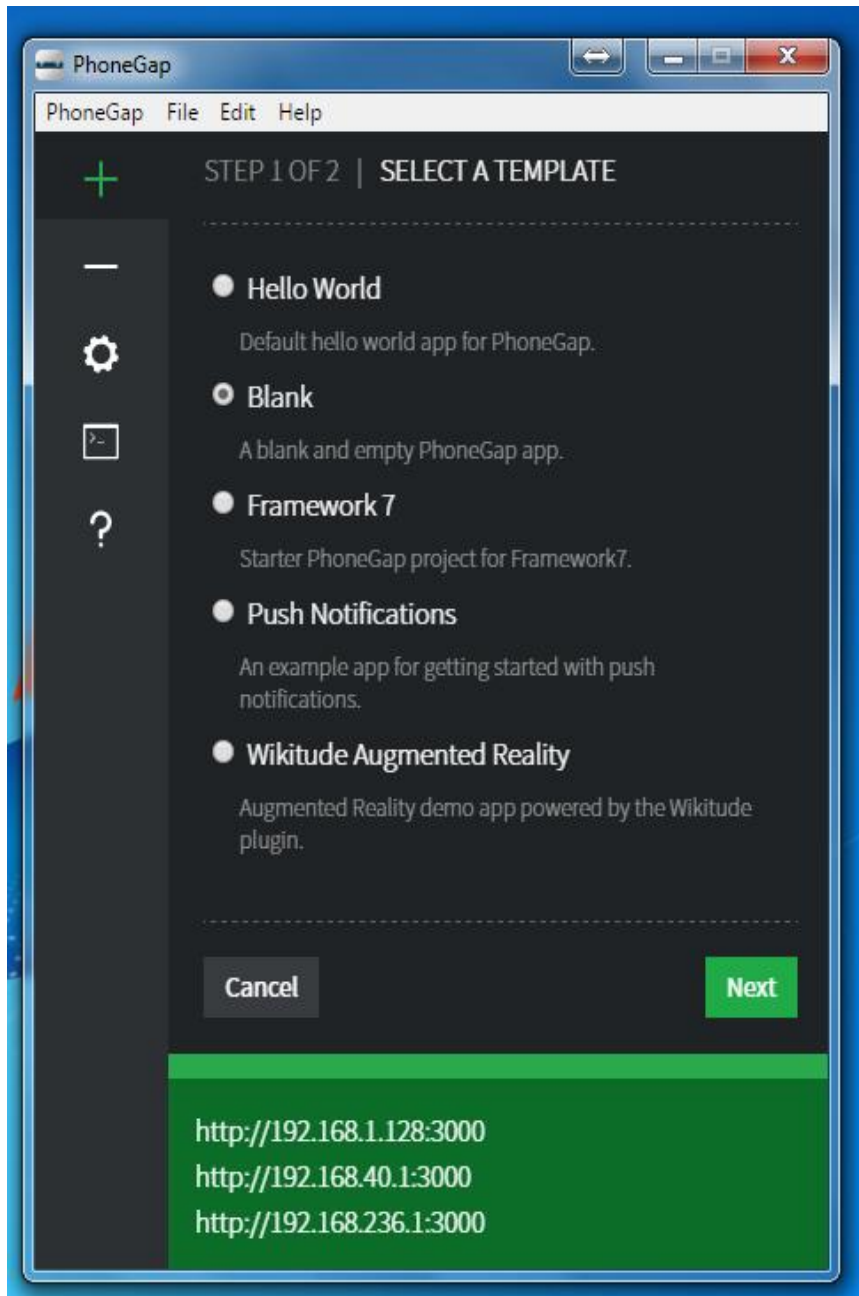 PhoneGap
PhoneGap File Edit Help
STEP 1 OF 2 | SELECT A TEMPLATE
Hello World
Default hello world app for PhoneGap.
Blank
A blank and empty PhoneGap app.
Framework 7
Starter PhoneGap project for Framework7.
Push Notifications
An example app for getting started with push
notifications.
Wikitude Augmented Reality
Augmented Reality demo app powered by the Wikitude
plugin.
Cancel Next
http://192.168.1.128:3000
http://192.168.40.1:3000
http://192.168.236.1:3000